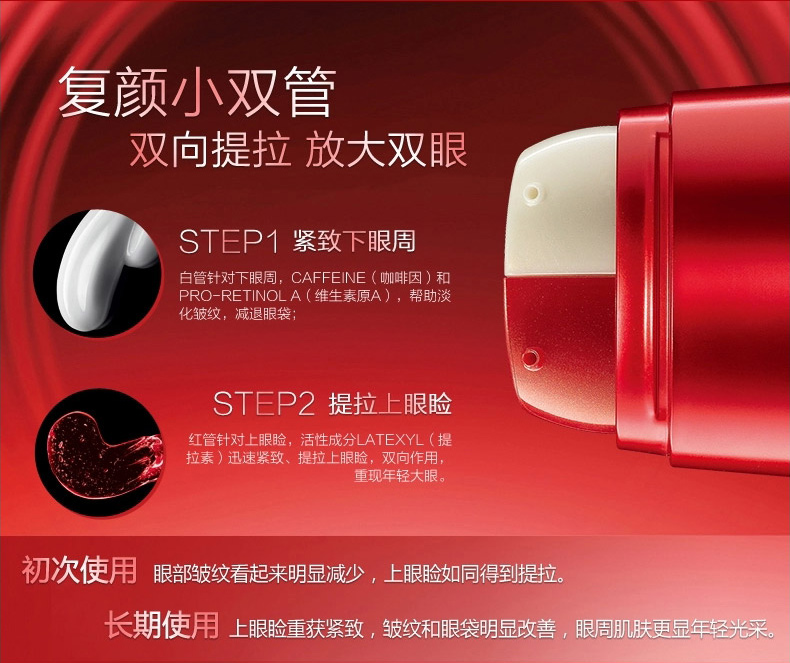 复颜小双管
双向提拉 放大双眼
STEP1 紧致下眼周
白管针对下眼周，CAFFEINE（咖啡因）和
PRO-RETINOL A（维生素原A），帮助淡
化皱纹，减退眼袋；
STEP2 提拉上眼睑
红管针对上眼睑，活性成分LATEXYL（提
拉素）迅速紧致、提拉上眼睑，双向作用，
重现年轻大眼。
初次使用 眼部皱纹看起来明显减少，上眼睑如同得到提拉。
长期使用 上眼睑重获紧致，皱纹和眼袋明显改善，眼周肌肤更显年轻光采。